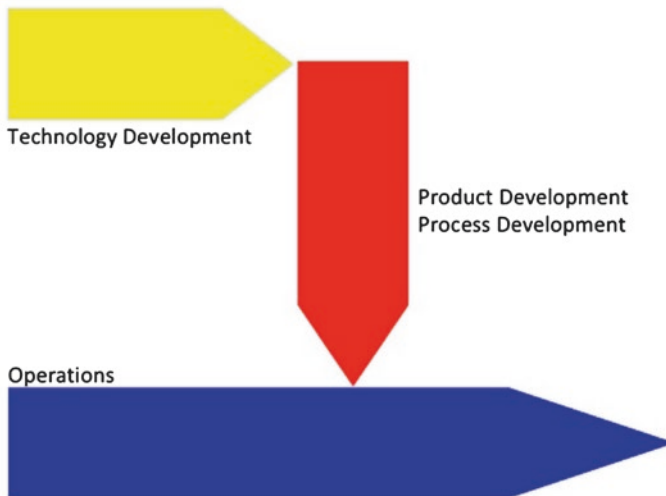 Technology Development
Product Development
Process Development
Operations